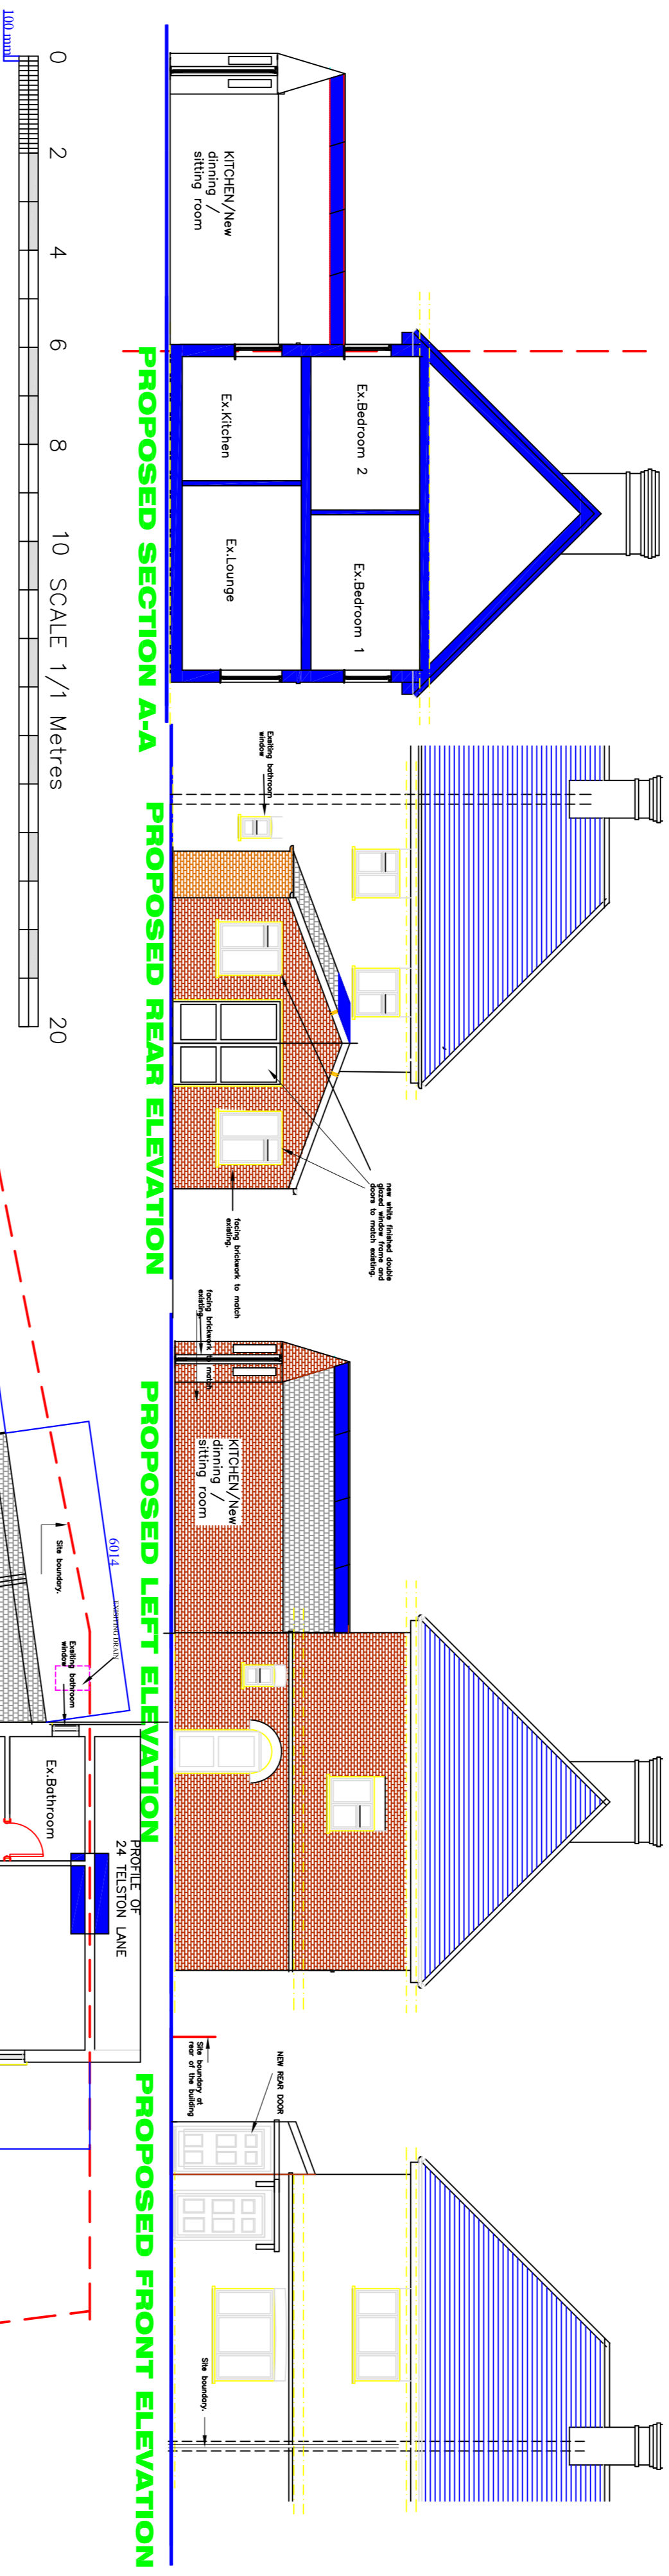 KITCHEN/New
dinning /
sitting room
Ex.Kitchen
Ex.Bedroom 2
Ex.Lounge
Ex.Bedroom 1
PROPOSED SECTION A-A
Exsiting bathroom
window
new white finished double
glazed window frame and
doors to match existing.
facing brickwork to match
existing.
PROPOSED REAR ELEVATION
facing brickwork to match
existing.
KITCHEN/New
dinning /
sitting room
PROPOSED LEFT ELEVATION
Site boundary at
rear of the building
NEW REAR DOOR
Site boundary.
PROPOSED FRONT ELEVATION
0 2 4 6 8 10 SCALE 1/1 Metres 20
100 mm
6014
EXISTING DRAIN
Site boundary.
Exsiting bathroom
window
Ex.Bathroom
PROFILE OF
24 TELSTON LANE